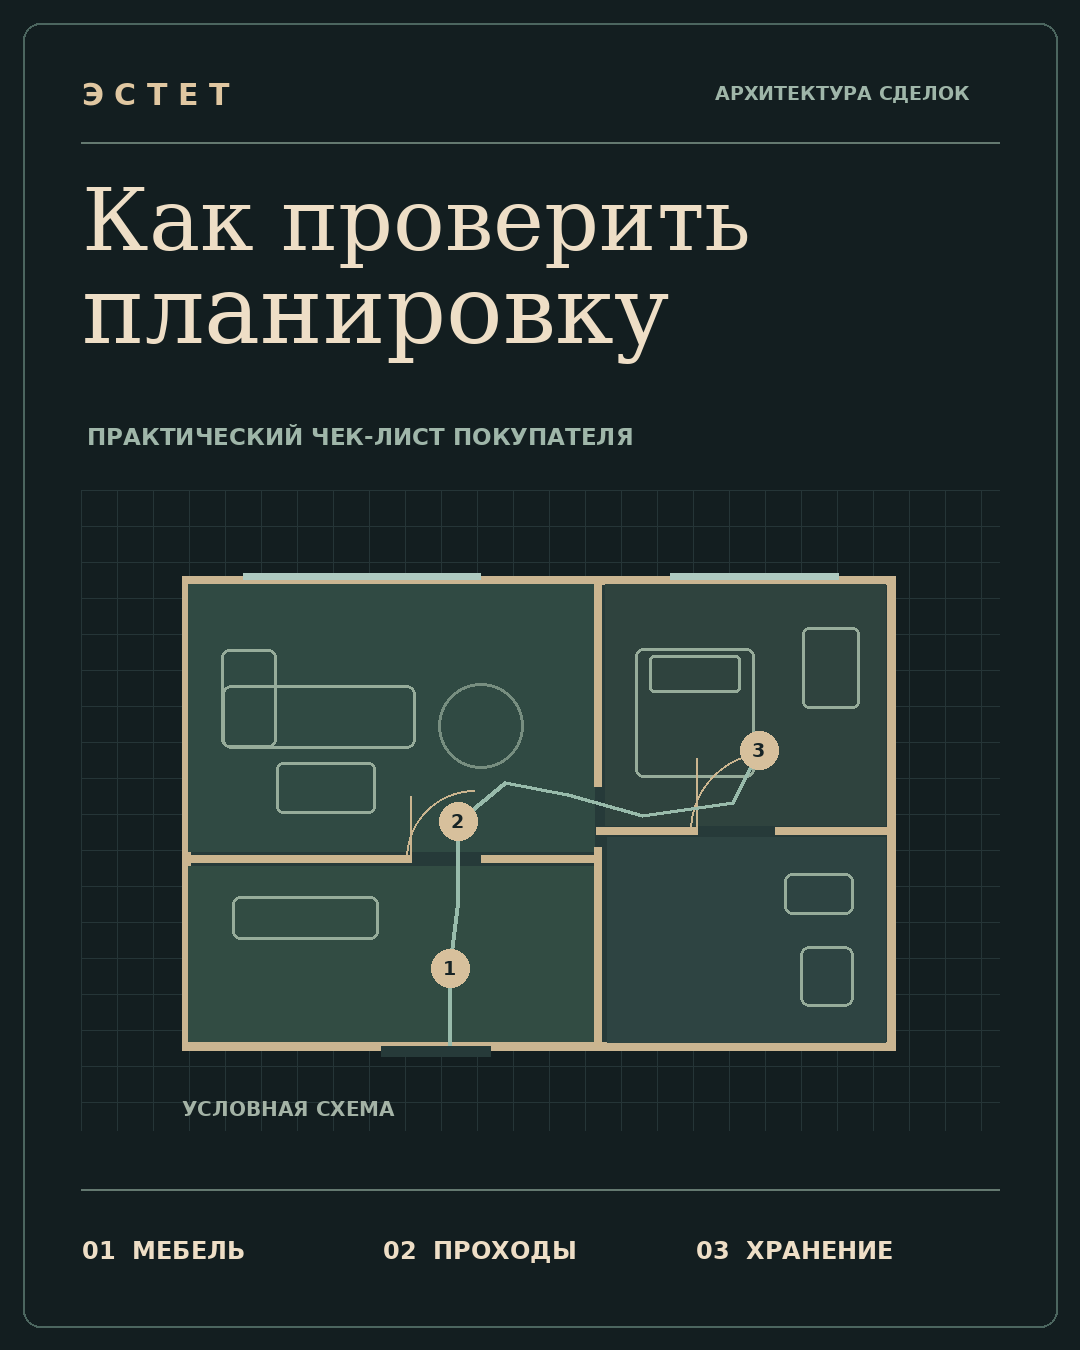 ЭСТЕТ
АРХИТЕКТУРА СДЕЛОК
Как проверить
планировку
ПРАКТИЧЕСКИЙ ЧЕК-ЛИСТ ПОКУПАТЕЛЯ
3
2
1
УСЛОВНАЯ СХЕМА
01 МЕБЕЛЬ
02 ПРОХОДЫ
03 ХРАНЕНИЕ